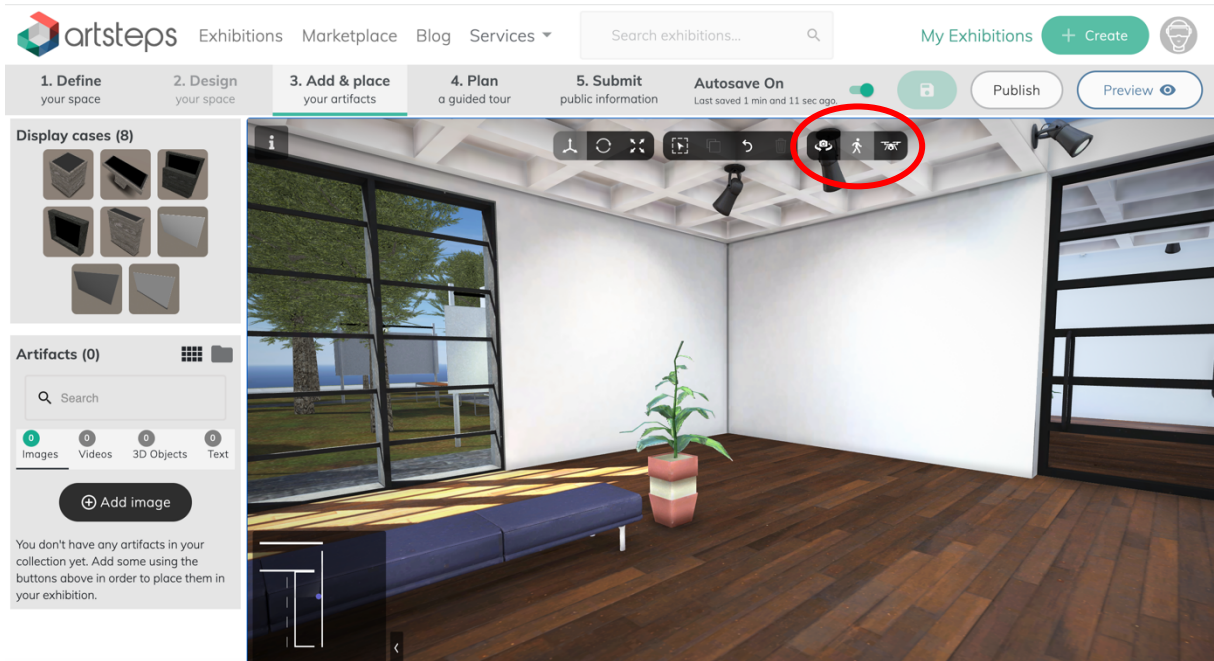 artsteps Exhibitions Marketplace Blog Services Search exhibitions... My Exhibitions + Create
1. Define 2. Design 3. Add & place 4. Plan 5. Submit Autosave On
your space your space your artifacts a guided tour public information Last saved 1 min and 11 sec ago. Publish Preview
Display cases (8)
i
Artifacts (0)
Search
0 0 0 0
Images Videos 3D Objects Text
Add image
You don't have any artifacts in your
collection yet. Add some using the
buttons above in order to place them in
your exhibition.